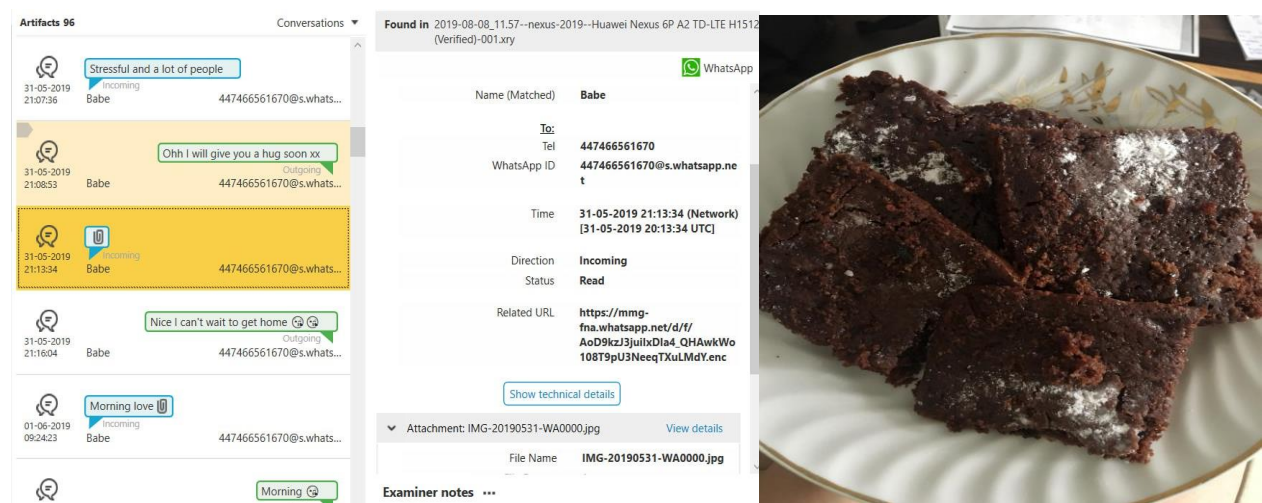 Artifacts 96
Conversations
Stressful and a lot of people
Incoming
31-05-2019
21:07:36
Babe
447466561670@s.whats...
Ohh I will give you a hug soon xx
Outgoing
31-05-2019
21:08:53
Babe
447466561670@s.whats...
Incoming
31-05-2019
21:13:34
Babe
447466561670@s.whats...
Nice I can't wait to get home 😘 😘
Outgoing
31-05-2019
21:16:04
Babe
447466561670@s.whats...
Morning love
Incoming
01-06-2019
09:24:23
Babe
447466561670@s.whats...
Morning 😘
Found in 2019-08-08_11.57--nexus-2019--Huawei Nexus 6P A2 TD-LTE H1512
(Verified)-001.xry
WhatsApp
Name (Matched) Babe
To:
Tel 447466561670
WhatsApp ID 447466561670@s.whatsapp.ne
t
Time 31-05-2019 21:13:34 (Network)
[31-05-2019 20:13:34 UTC]
Direction Incoming
Status Read
Related URL https://mmg-
fna.whatsapp.net/d/f/
AoD9kzJ3juiIxDIa4_QHAwkWo
108T9pU3NeeqTXuLMdY.enc
Show technical details
Attachment: IMG-20190531-WA0000.jpg View details
File Name IMG-20190531-WA0000.jpg
Examiner notes ...